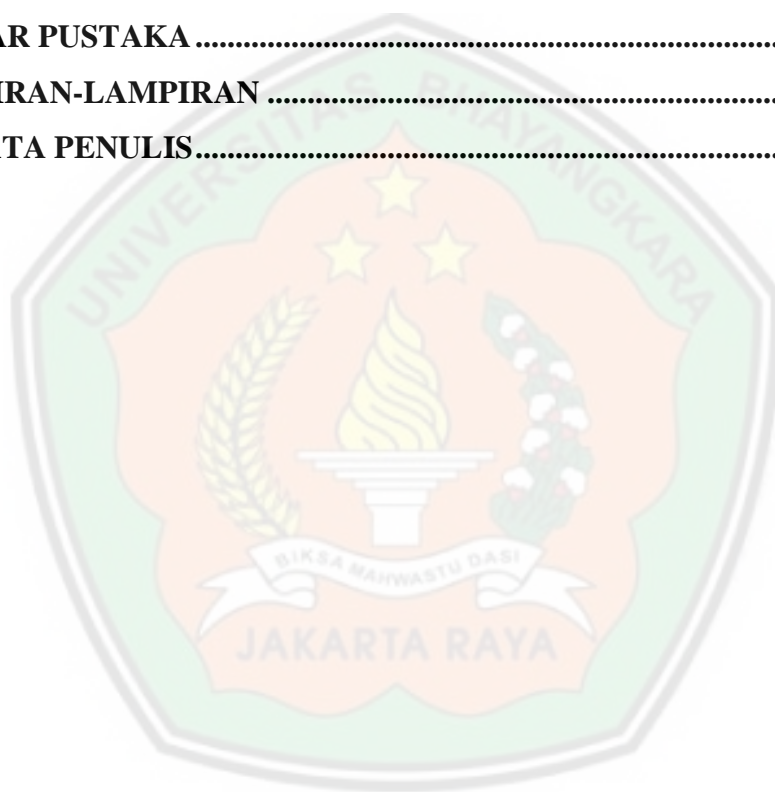 AR PUSTAKA ........................................................................................
IRAN-LAMPIRAN ..............................................................................
TA PENULIS ........................................................................................
UNIVERSITAS BHAYANGKARA
BIKSA MAHWASTU DASI
JAKARTA RAYA